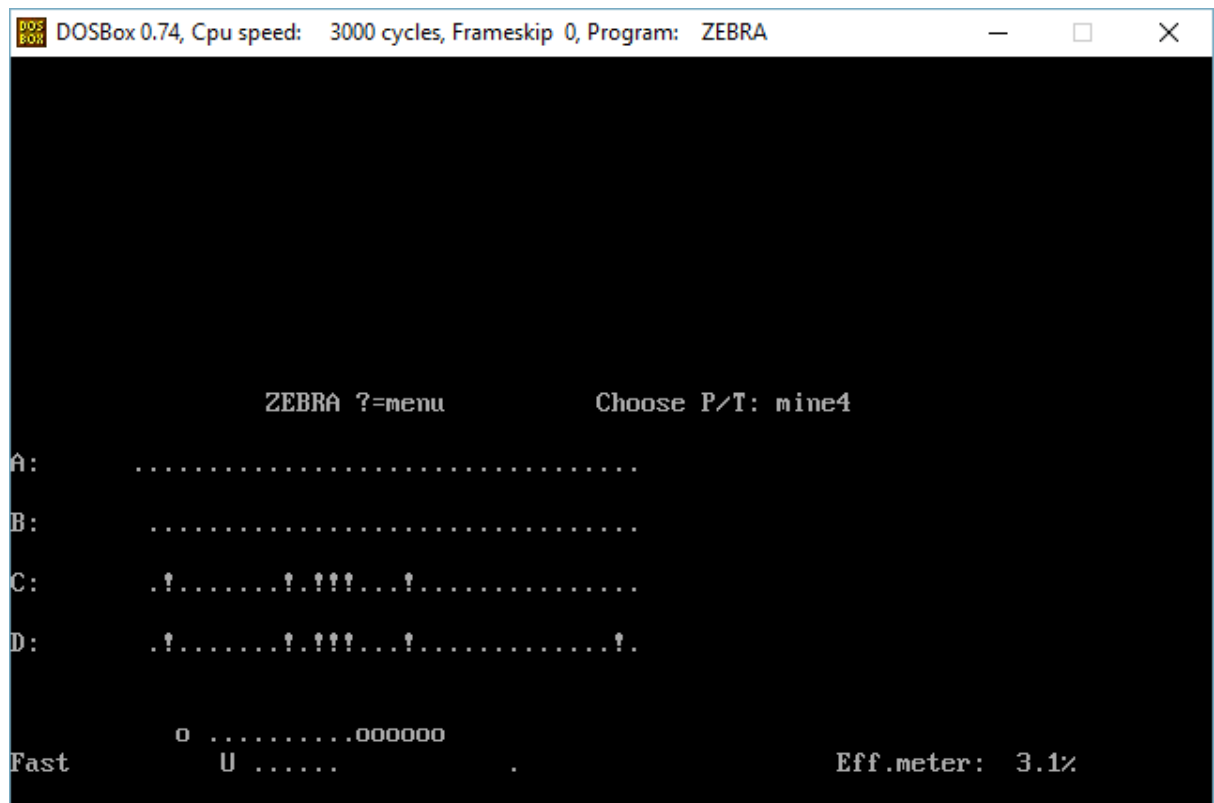 DOSBox 0.74, Cpu speed: 3000 cycles, Frameskip 0, Program: ZEBRA
ZEBRA ?=menu Choose P/T: mine4
A: ..................................
B: .................................
C: .!.......!.!!!...!...............
D: .!.......!.!!!...!.............!.
o ..........oooooo
Fast U ...... . Eff.meter: 3.1%